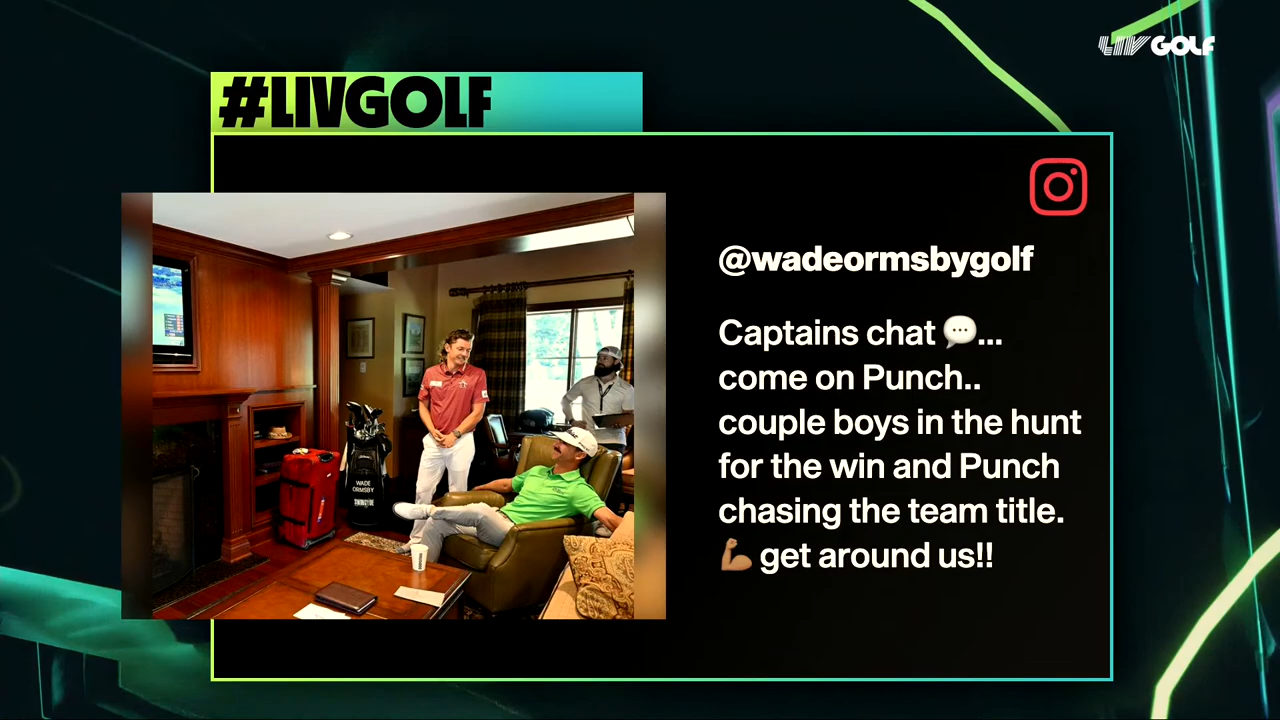 LIV GOLF
#LIVGOLF
@wadeormsbygolf
Captains chat 💬...
come on Punch..
couple boys in the hunt
for the win and Punch
chasing the team title.
💪🏽 get around us!!
WADE
ORMSBY